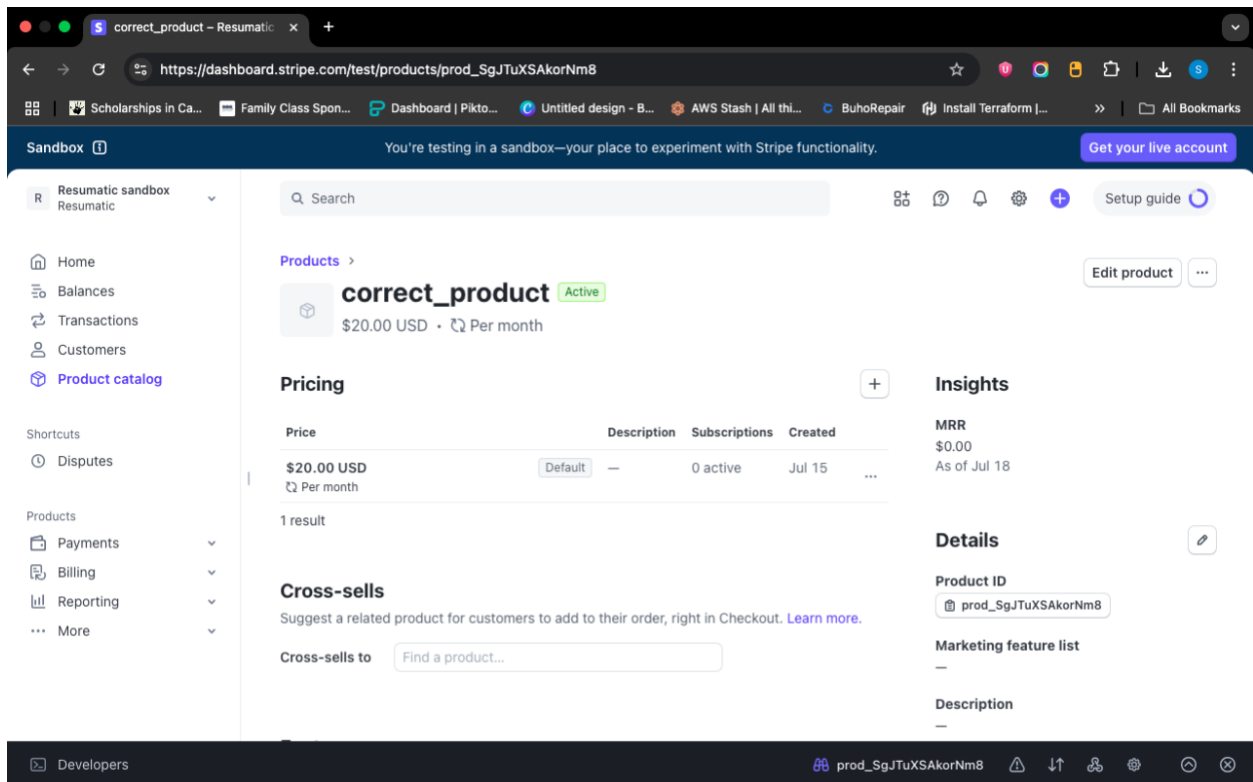 correct_product – Resumatic
https://dashboard.stripe.com/test/products/prod_SgJTuXSAkorNm8
S
Scholarships in Ca...
Family Class Spon...
Dashboard | Pikto...
Untitled design - B...
AWS Stash | All thi...
BuhoRepair
Install Terraform |...
All Bookmarks
Sandbox
You're testing in a sandbox—your place to experiment with Stripe functionality.
Get your live account
R
Resumatic sandbox
Resumatic
Search
Setup guide
Home
Balances
Transactions
Customers
Product catalog
Shortcuts
Disputes
Products
Payments
Billing
Reporting
More
Products >
correct_product Active
$20.00 USD • Per month
Edit product
...
Pricing
+
Price Description Subscriptions Created
$20.00 USD Default — 0 active Jul 15 ...
Per month
1 result
Cross-sells
Suggest a related product for customers to add to their order, right in Checkout. Learn more.
Cross-sells to Find a product...
Insights
MRR
$0.00
As of Jul 18
Details
Product ID
prod_SgJTuXSAkorNm8
Marketing feature list
—
Description
—
Developers
prod_SgJTuXSAkorNm8